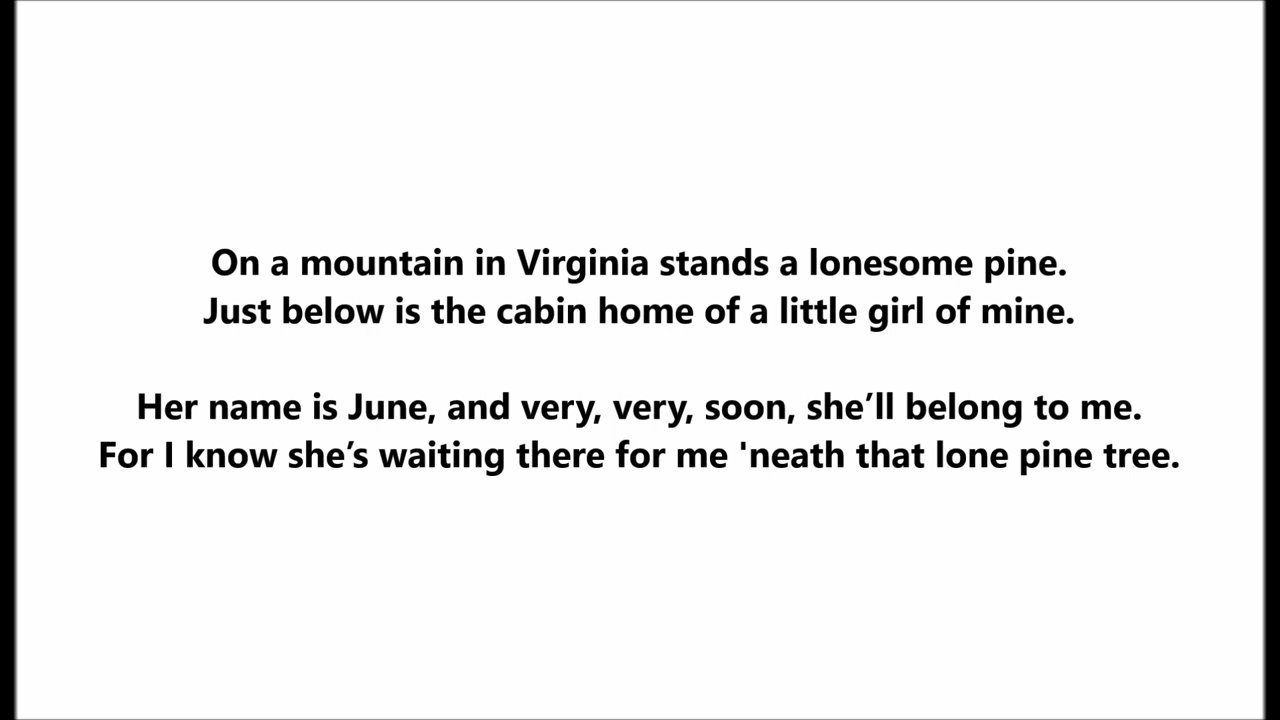 On a mountain in Virginia stands a lonesome pine.
Just below is the cabin home of a little girl of mine.
Her name is June, and very, very, soon, she’ll belong to me.
For I know she’s waiting there for me 'neath that lone pine tree.